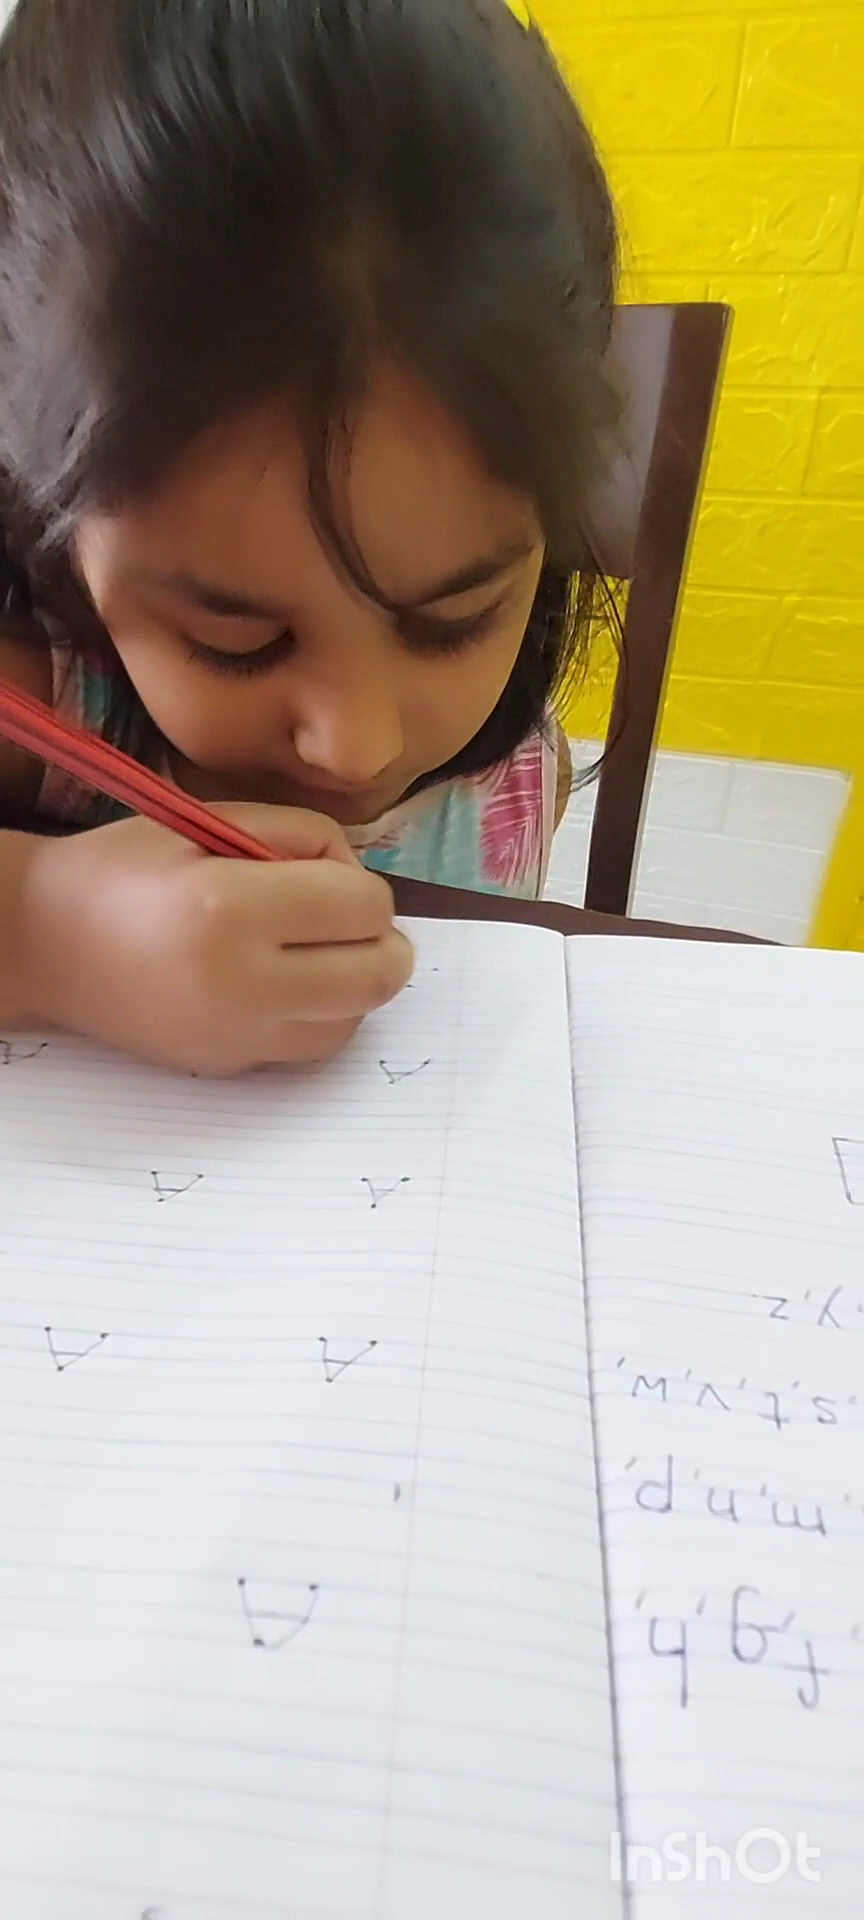 f, g, h,
m, n, p,
s, t, v, w,
y, z.
A
A A
A A
A A
InShOt